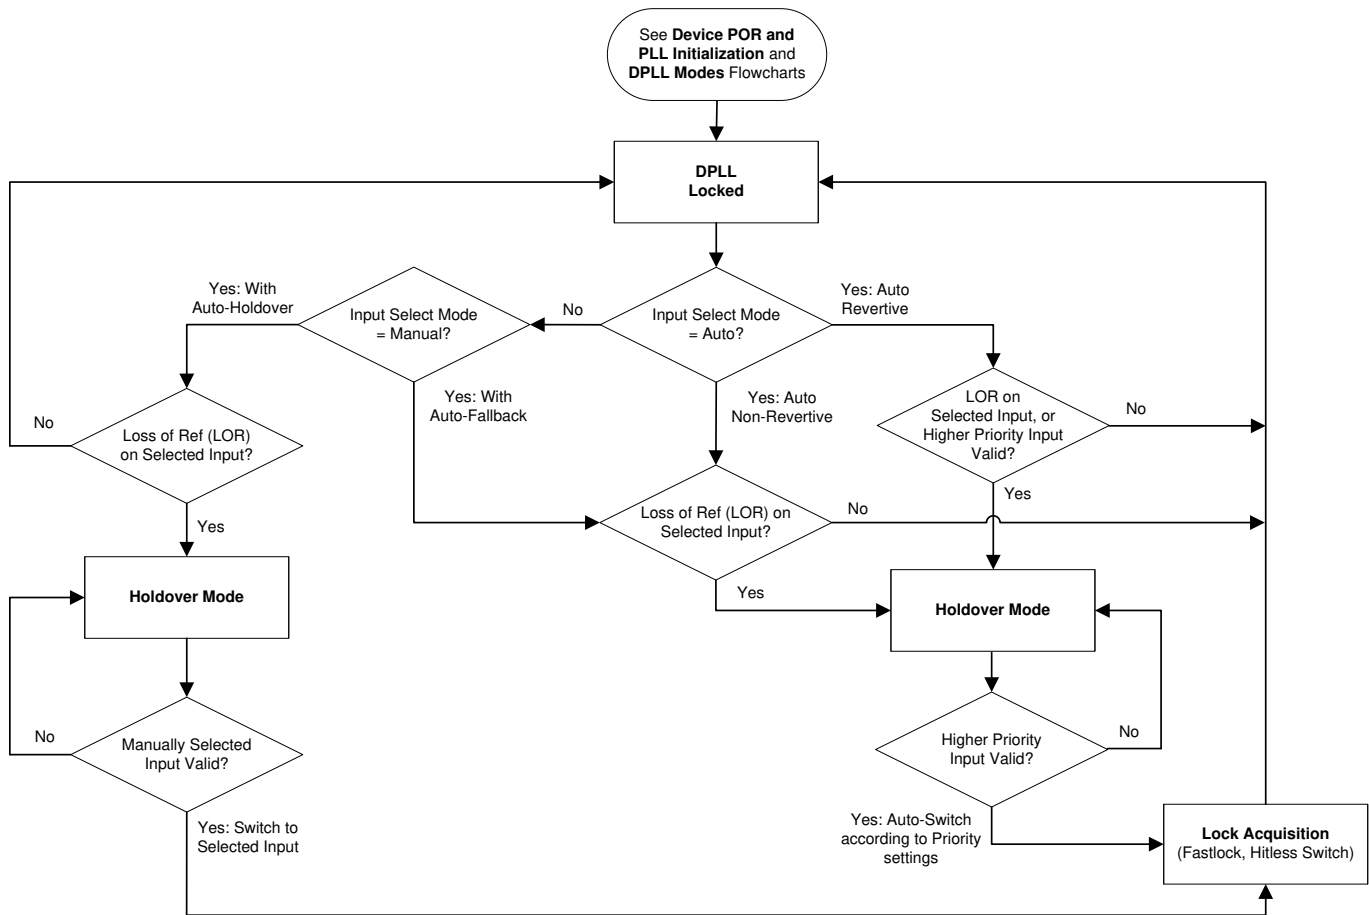 See Device POR and
PLL Initialization and
DPLL Modes Flowcharts
DPLL
Locked
Yes: With
Auto-Holdover
Input Select Mode
= Manual?
No
Input Select Mode
= Auto?
Yes: Auto
Revertive
Yes: With
Auto-Fallback
Yes: Auto
Non-Revertive
LOR on
Selected Input, or
Higher Priority Input
Valid?
No
No
Loss of Ref (LOR)
on Selected Input?
Yes
Loss of Ref (LOR) on
Selected Input?
No
Yes
Yes
Holdover Mode
Holdover Mode
No
Manually Selected
Input Valid?
Higher Priority
Input Valid?
No
Yes: Switch to
Selected Input
Yes: Auto-Switch
according to Priority
settings
Lock Acquisition
(Fastlock, Hitless Switch)